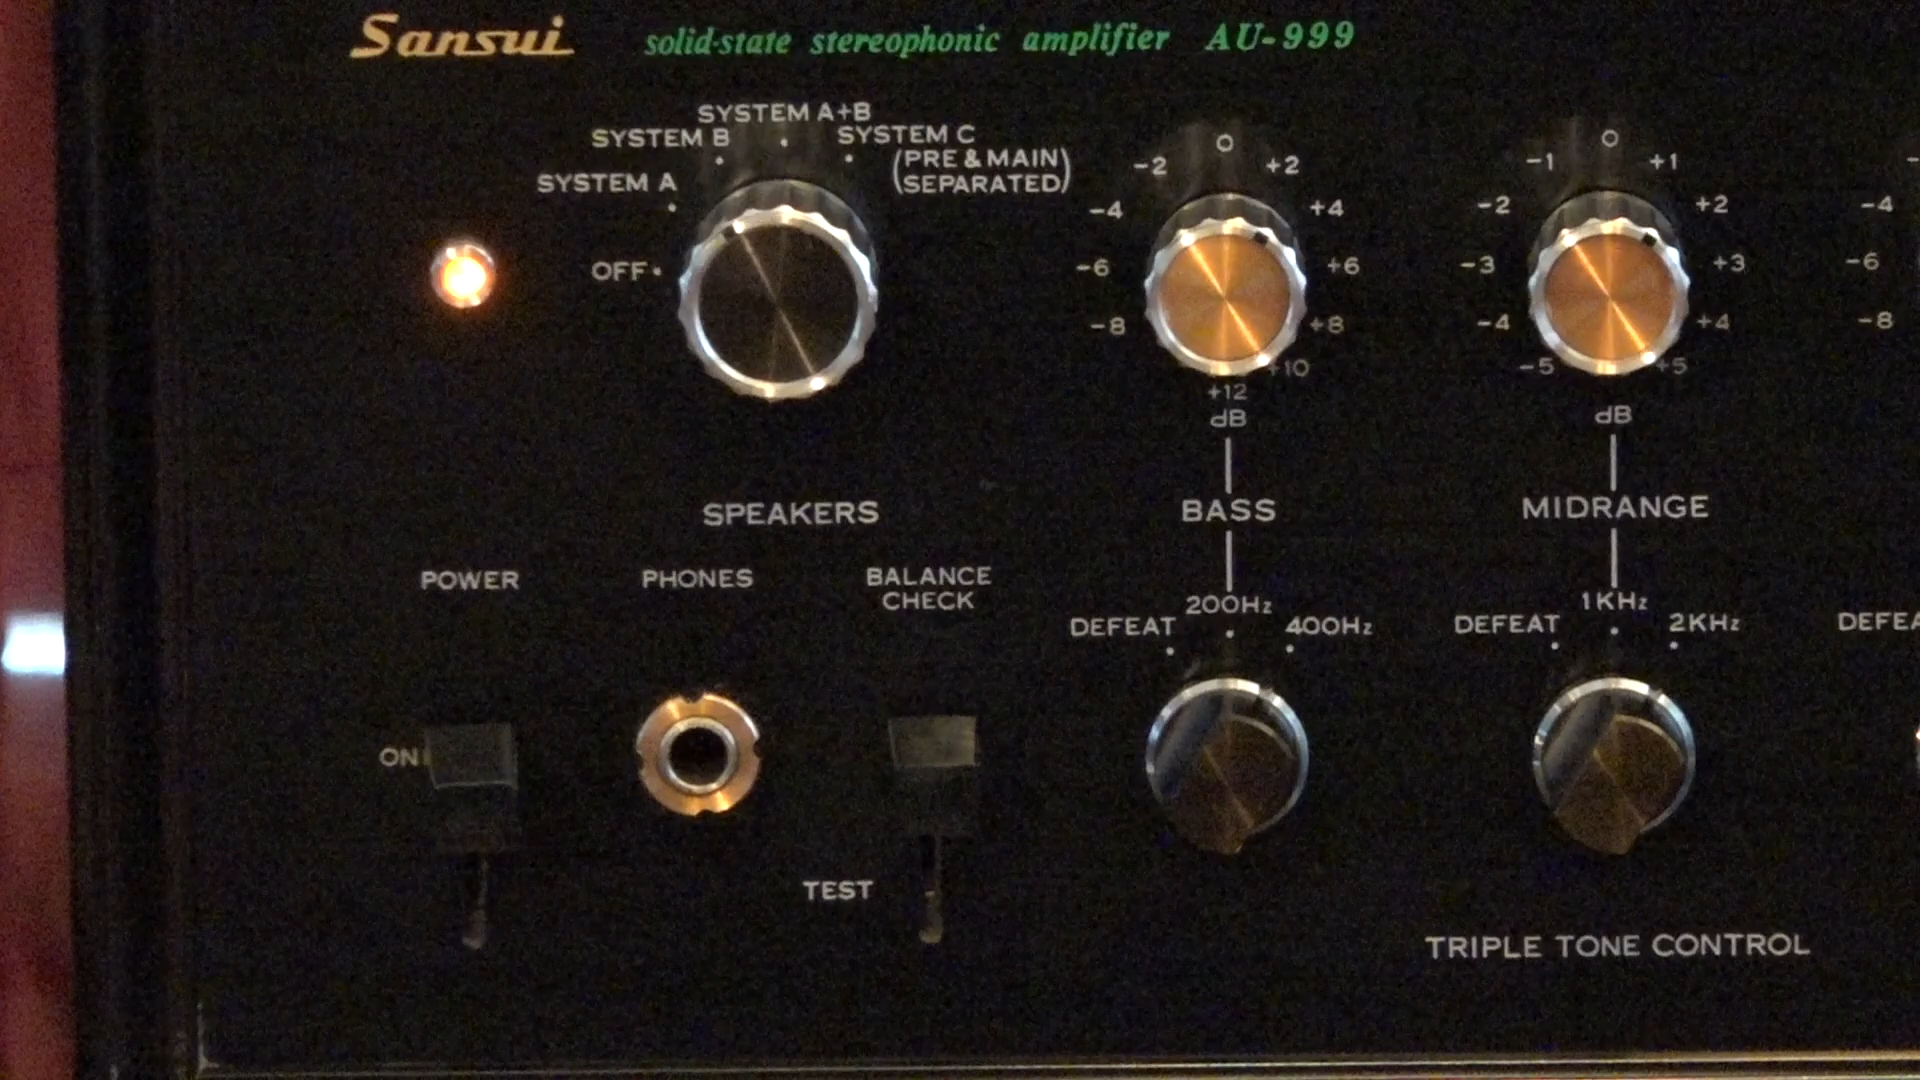 Sansui solid-state stereophonic amplifier AU-999
SYSTEM A+B
SYSTEM B
SYSTEM C
(PRE & MAIN
SEPARATED)
SYSTEM A
OFF
SPEAKERS
0
-2 +2
-4 +4
-6 +6
-8 +8
+10
+12
dB
BASS
0
-1 +1
-2 +2
-3 +3
-4 +4
-5 +5
dB
MIDRANGE
-4
-6
-8
POWER
PHONES
BALANCE
CHECK
ON
TEST
DEFEAT 200Hz 400Hz
DEFEAT 1KHz 2KHz
DEFEA
TRIPLE TONE CONTROL